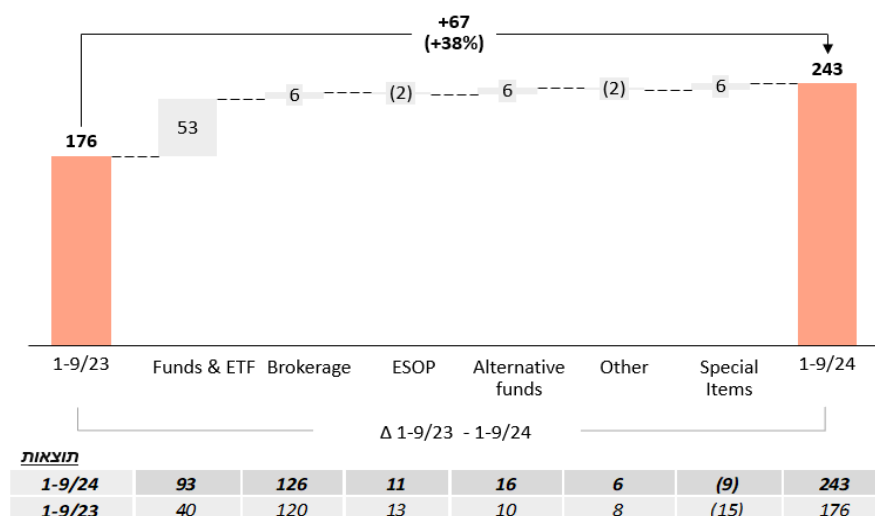 +67
(+38%)
243
176
53
6
(2)
6
(2)
6
1-9/23 Funds & ETF Brokerage ESOP Alternative funds Other Special Items 1-9/24
Δ 1-9/23 - 1-9/24
תוצאות
1-9/24 93 126 11 16 6 (9) 243
1-9/23 40 120 13 10 8 (15) 176